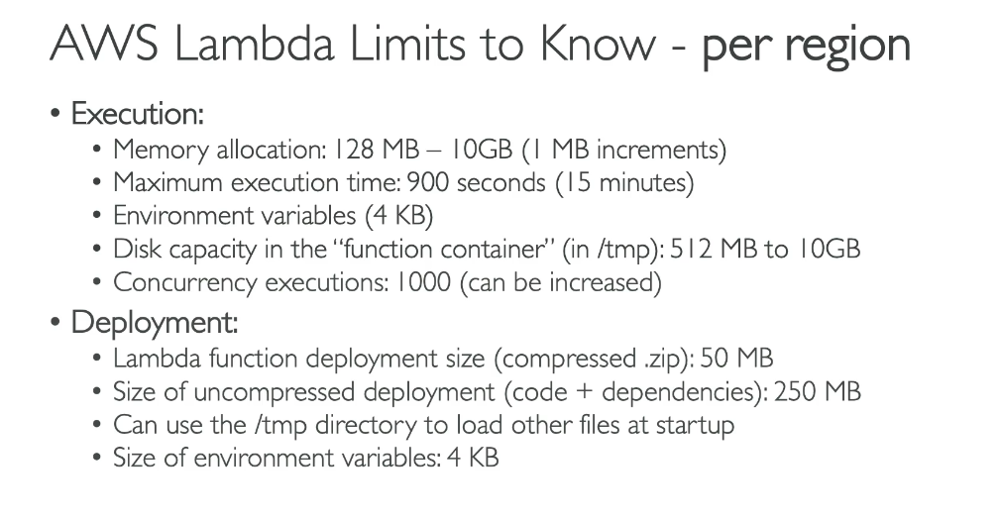 AWS Lambda Limits to Know - per region
• Execution:
• Memory allocation: 128 MB – 10GB (1 MB increments)
• Maximum execution time: 900 seconds (15 minutes)
• Environment variables (4 KB)
• Disk capacity in the “function container” (in /tmp): 512 MB to 10GB
• Concurrency executions: 1000 (can be increased)
• Deployment:
• Lambda function deployment size (compressed .zip): 50 MB
• Size of uncompressed deployment (code + dependencies): 250 MB
• Can use the /tmp directory to load other files at startup
• Size of environment variables: 4 KB